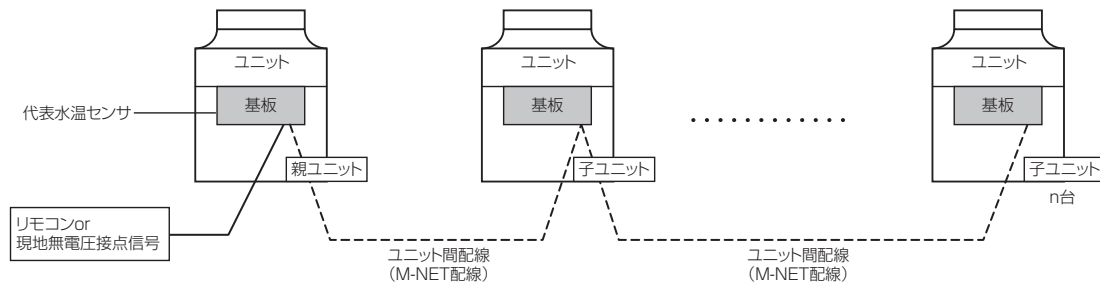 ユニット
ユニット
ユニット
基板
基板
基板
代表水温センサ
親ユニット
子ユニット
子ユニット
n台
リモコンor
現地無電圧接点信号
ユニット間配線
（M-NET配線）
ユニット間配線
（M-NET配線）